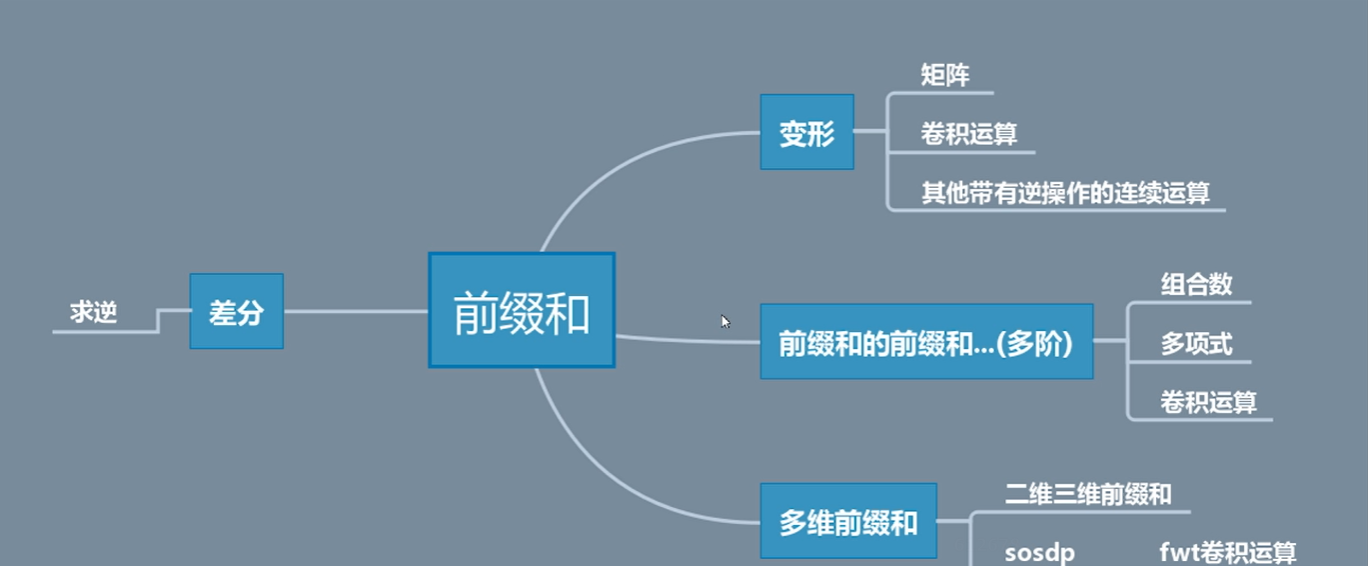 前缀和
变形
矩阵
卷积运算
其他带有逆操作的连续运算
前缀和的前缀和...(多阶)
组合数
多项式
卷积运算
多维前缀和
二维三维前缀和
sosdp
fwt卷积运算
差分
求逆